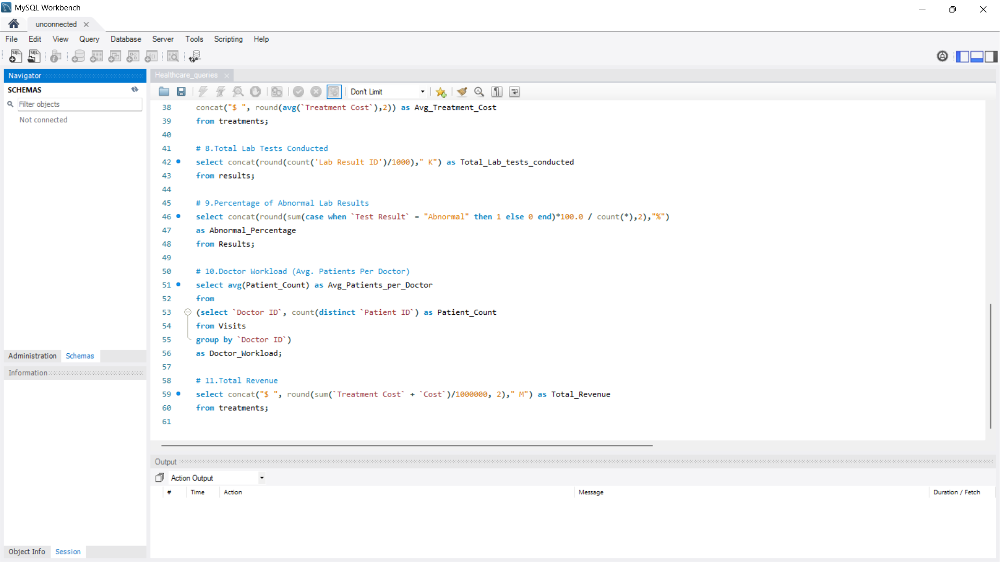 MySQL Workbench
unconnected
File Edit View Query Database Server Tools Scripting Help
Navigator
SCHEMAS
Filter objects
Not connected
Administration Schemas
Information
Object Info Session
Healthcare_queries
Don't Limit
38 concat("$ ", round(avg(`Treatment Cost`),2)) as Avg_Treatment_Cost
39 from treatments;
40
41 # 8.Total Lab Tests Conducted
42 select concat(round(count('Lab Result ID')/1000)," K") as Total_Lab_tests_conducted
43 from results;
44
45 # 9.Percentage of Abnormal Lab Results
46 select concat(round(sum(case when `Test Result` = "Abnormal" then 1 else 0 end)*100.0 / count(*),2),"%")
47 as Abnormal_Percentage
48 from Results;
49
50 # 10.Doctor Workload (Avg. Patients Per Doctor)
51 select avg(Patient_Count) as Avg_Patients_per_Doctor
52 from
53 (select `Doctor ID`, count(distinct `Patient ID`) as Patient_Count
54 from Visits
55 group by `Doctor ID`)
56 as Doctor_Workload;
57
58 # 11.Total Revenue
59 select concat("$ ", round(sum(`Treatment Cost` + `Cost`)/1000000, 2)," M") as Total_Revenue
60 from treatments;
61
Output
Action Output
# Time Action Message Duration / Fetch